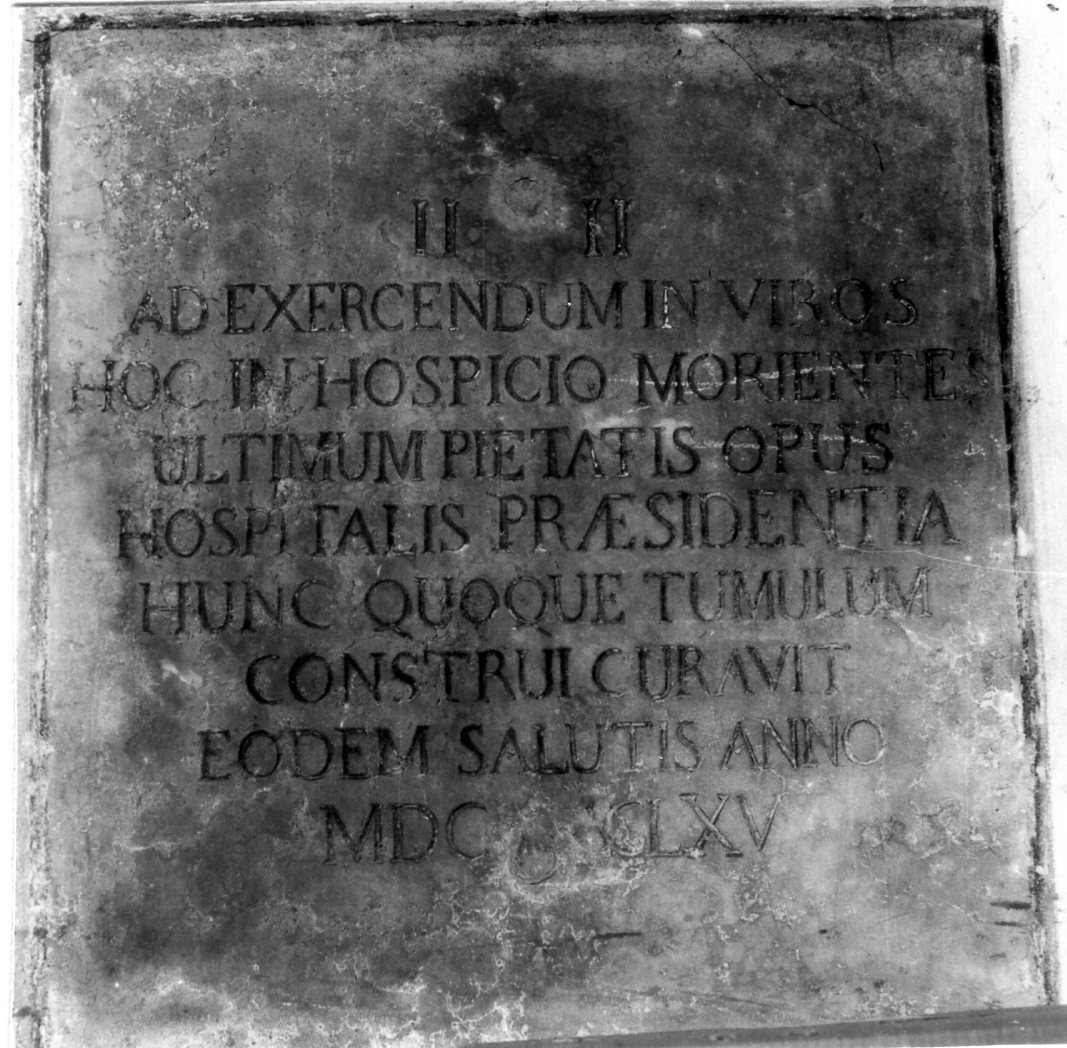 II H
AD EXERCENDUM IN VIROS
HOC IN HOSPICIO MORIENTES
ULTIMUM PIETATIS OPUS
HOSPITALIS PRÆSIDENTIA
HUNC QUOQUE TUMULUM
CONSTRUI CURAVIT
EODEM SALUTIS ANNO
MDC CLXV